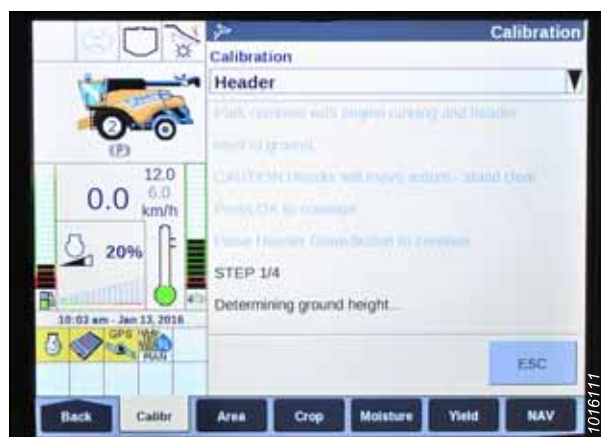 Calibration
Calibration
Header
Park combine with engine running and header
level to ground.
CAUTION Header will move autom.- stand clear
Press OK to continue
Pulse Header Down Button to continue
STEP 1/4
Determining ground height...
ESC
2
(P)
12.0
0.0
6.0
km/h
20%
10:03 am - Jan 13, 2016
GPS
MAN
Back
Calibr
Area
Crop
Moisture
Yield
NAV
1016111